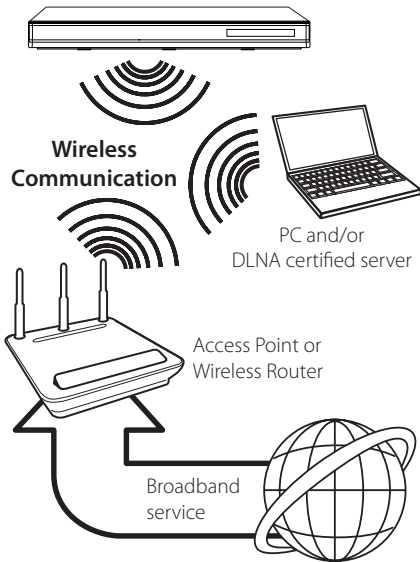 Wireless
Communication
PC and/or
DLNA certified server
Access Point or
Wireless Router
Broadband
service